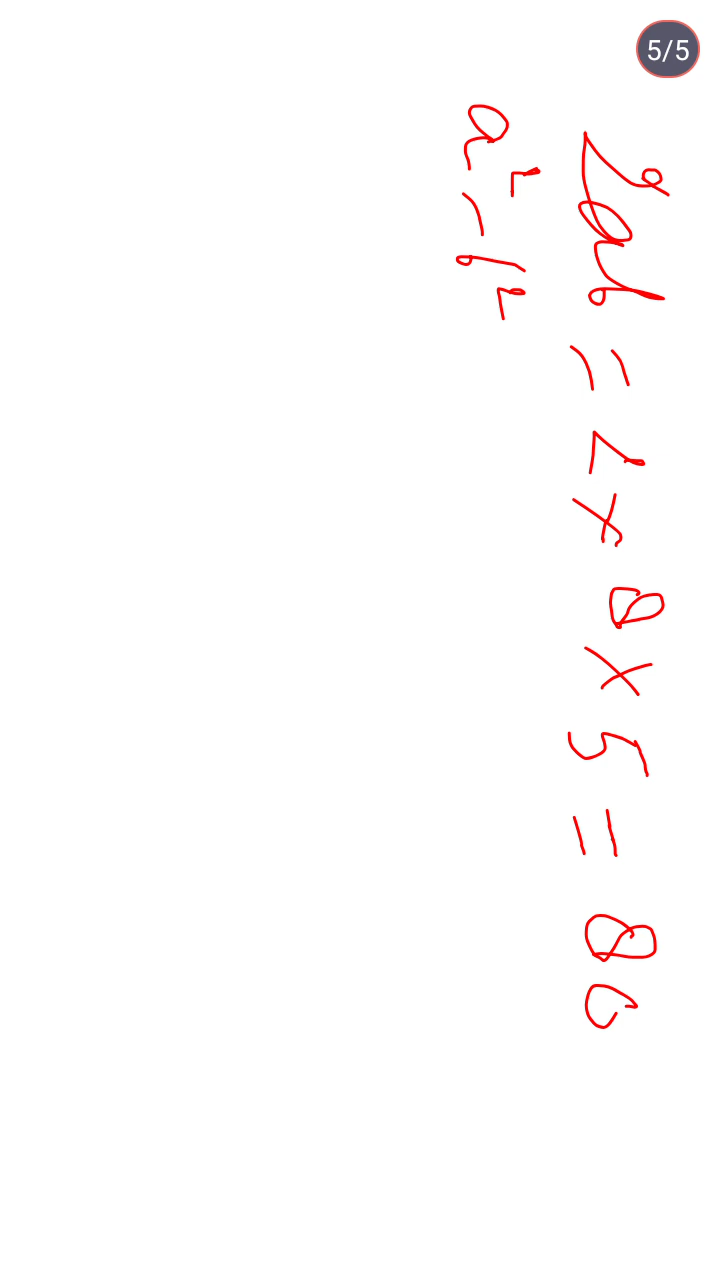 5/5
2ab = 2 x 8 x 5 = 80
a² - b²